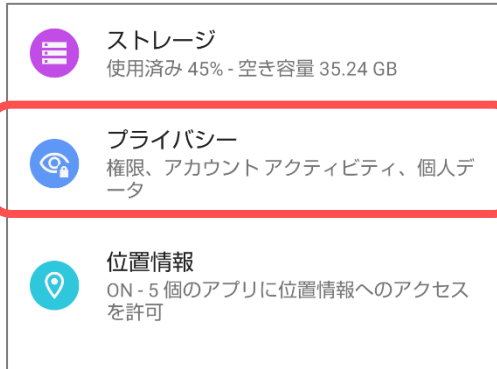 ストレージ
使用済み 45% - 空き容量 35.24 GB
プライバシー
権限、アカウント アクティビティ、個人デ
ータ
位置情報
ON - 5 個のアプリに位置情報へのアクセス
を許可